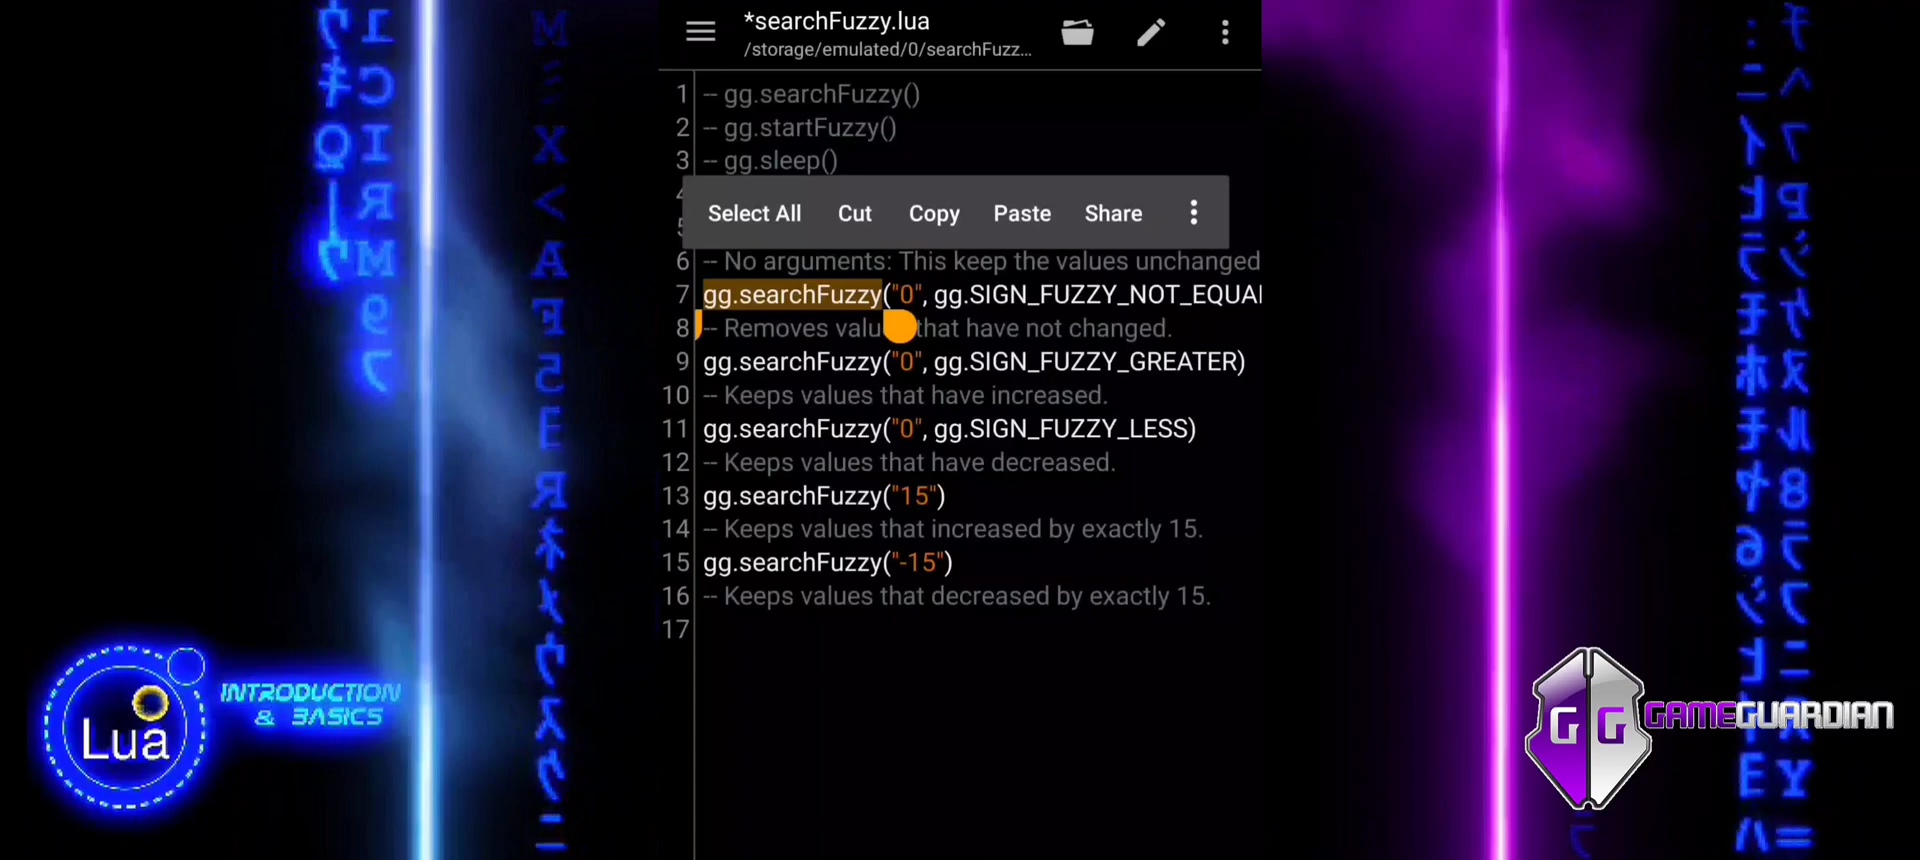 *searchFuzzy.lua
/storage/emulated/0/searchFuzz...
1 -- gg.searchFuzzy()
2 -- gg.startFuzzy()
3 -- gg.sleep()
Select All Cut Copy Paste Share
6 -- No arguments: This keep the values unchanged
7 gg.searchFuzzy("0", gg.SIGN_FUZZY_NOT_EQUA
8 -- Removes valu that have not changed.
9 gg.searchFuzzy("0", gg.SIGN_FUZZY_GREATER)
10 -- Keeps values that have increased.
11 gg.searchFuzzy("0", gg.SIGN_FUZZY_LESS)
12 -- Keeps values that have decreased.
13 gg.searchFuzzy("15")
14 -- Keeps values that increased by exactly 15.
15 gg.searchFuzzy("-15")
16 -- Keeps values that decreased by exactly 15.
17
Lua
INTRODUCTION
& BASICS
GG GAMEGUARDIAN